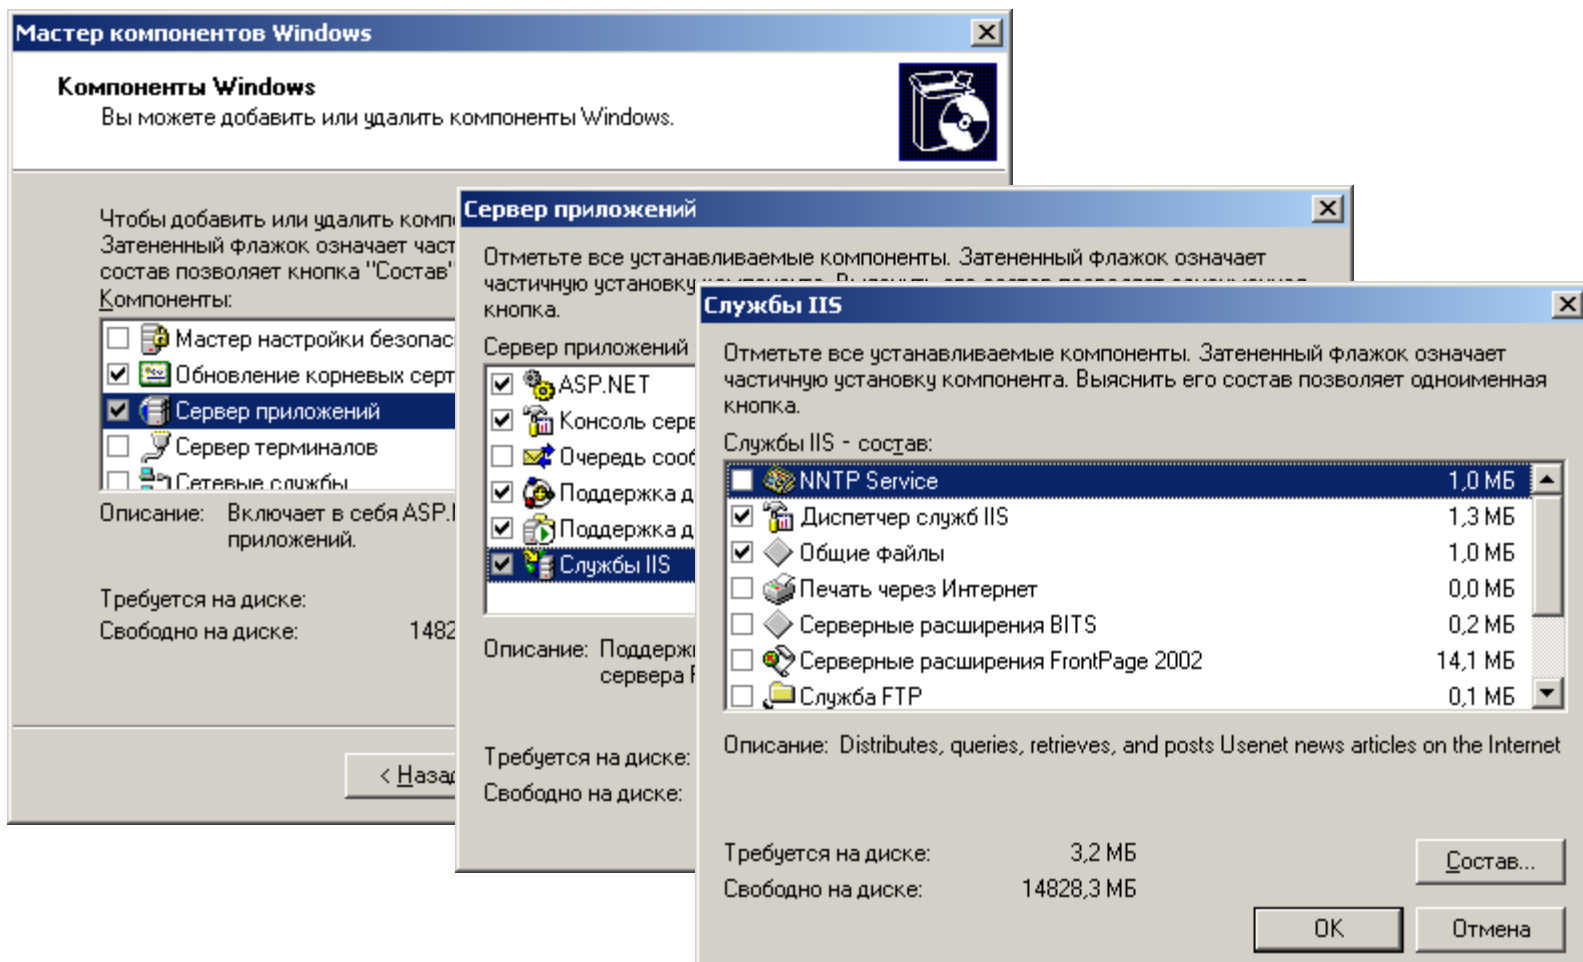 Мастер компонентов Windows
Компоненты Windows
Вы можете добавить или удалить компоненты Windows.
Чтобы добавить или удалить
Затененный флажок означает
состав позволяет кнопка "Состав"
Компоненты:
Мастер настройки
Обновление корневых
Сервер приложений
Сервер терминалов
Сетевые службы
Описание: Включает в себя
приложений.
Требуется на диске:
Свободно на диске:
< Назад
Сервер приложений
Отметьте все устанавливаемые компоненты. Затененный флажок означает
частичную установку
кнопка.
Сервер приложений
ASP.NET
Консоль
Очередь
Поддержка
Поддержка
Службы IIS
Описание:
сервера
Требуется на диске:
Свободно на диске:
Службы IIS
Отметьте все устанавливаемые компоненты. Затененный флажок означает
частичную установку компонента. Выяснить его состав позволяет одноименная
кнопка.
Службы IIS - состав:
NNTP Service 1,0 МБ
Диспетчер служб IIS 1,3 МБ
Общие файлы 1,0 МБ
Печать через Интернет 0,0 МБ
Серверные расширения BITS 0,2 МБ
Серверные расширения FrontPage 2002 14,1 МБ
Служба FTP 0,1 МБ
Описание: Distributes, queries, retrieves, and posts Usenet news articles on the Internet
Требуется на диске: 3,2 МБ
Свободно на диске: 14828,3 МБ
Состав...
OK
Отмена